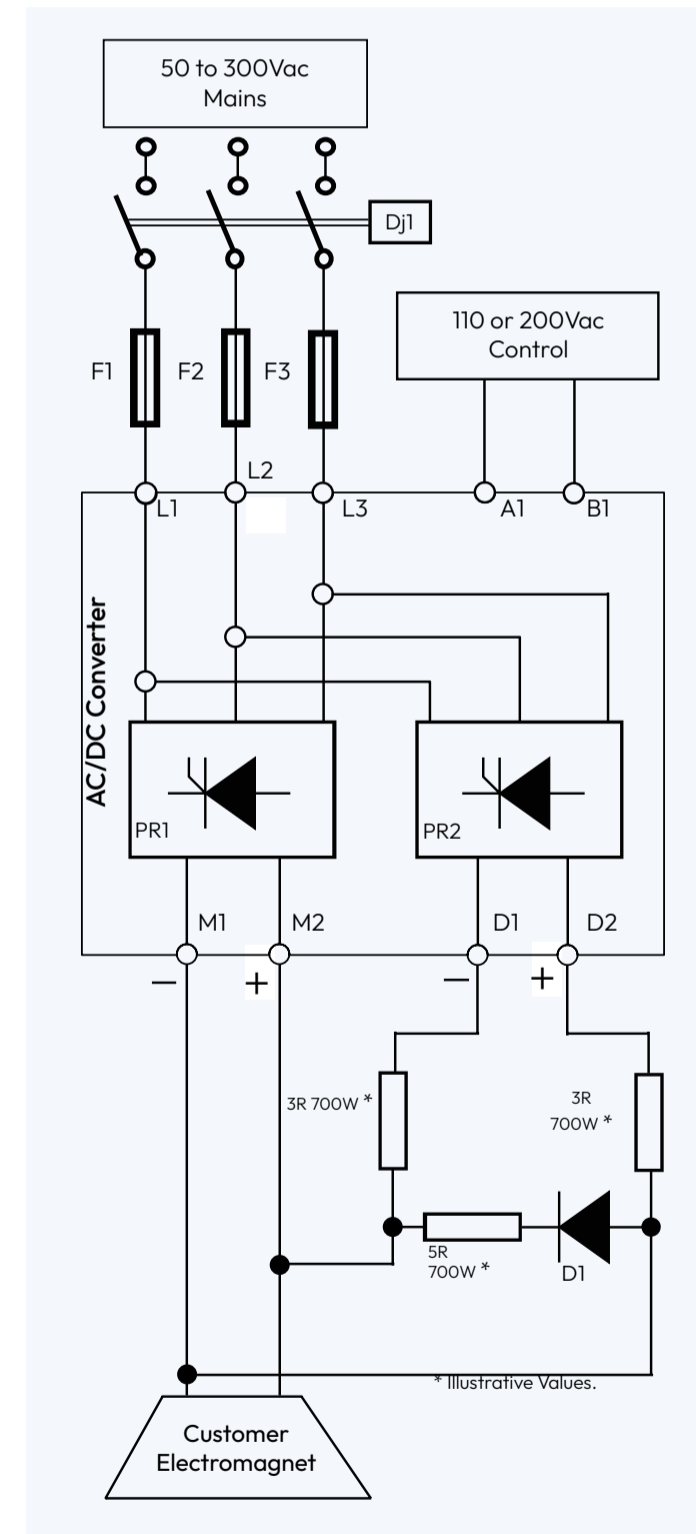 50 to 300Vac
Mains
Dj1
110 or 200Vac
Control
F1
F2
F3
L2
L1
L3
A1
B1
AC/DC Converter
PR1
PR2
M1
M2
D1
D2
−
+
−
+
3R 700W *
3R
700W *
5R
700W *
D1
* Illustrative Values.
Customer
Electromagnet